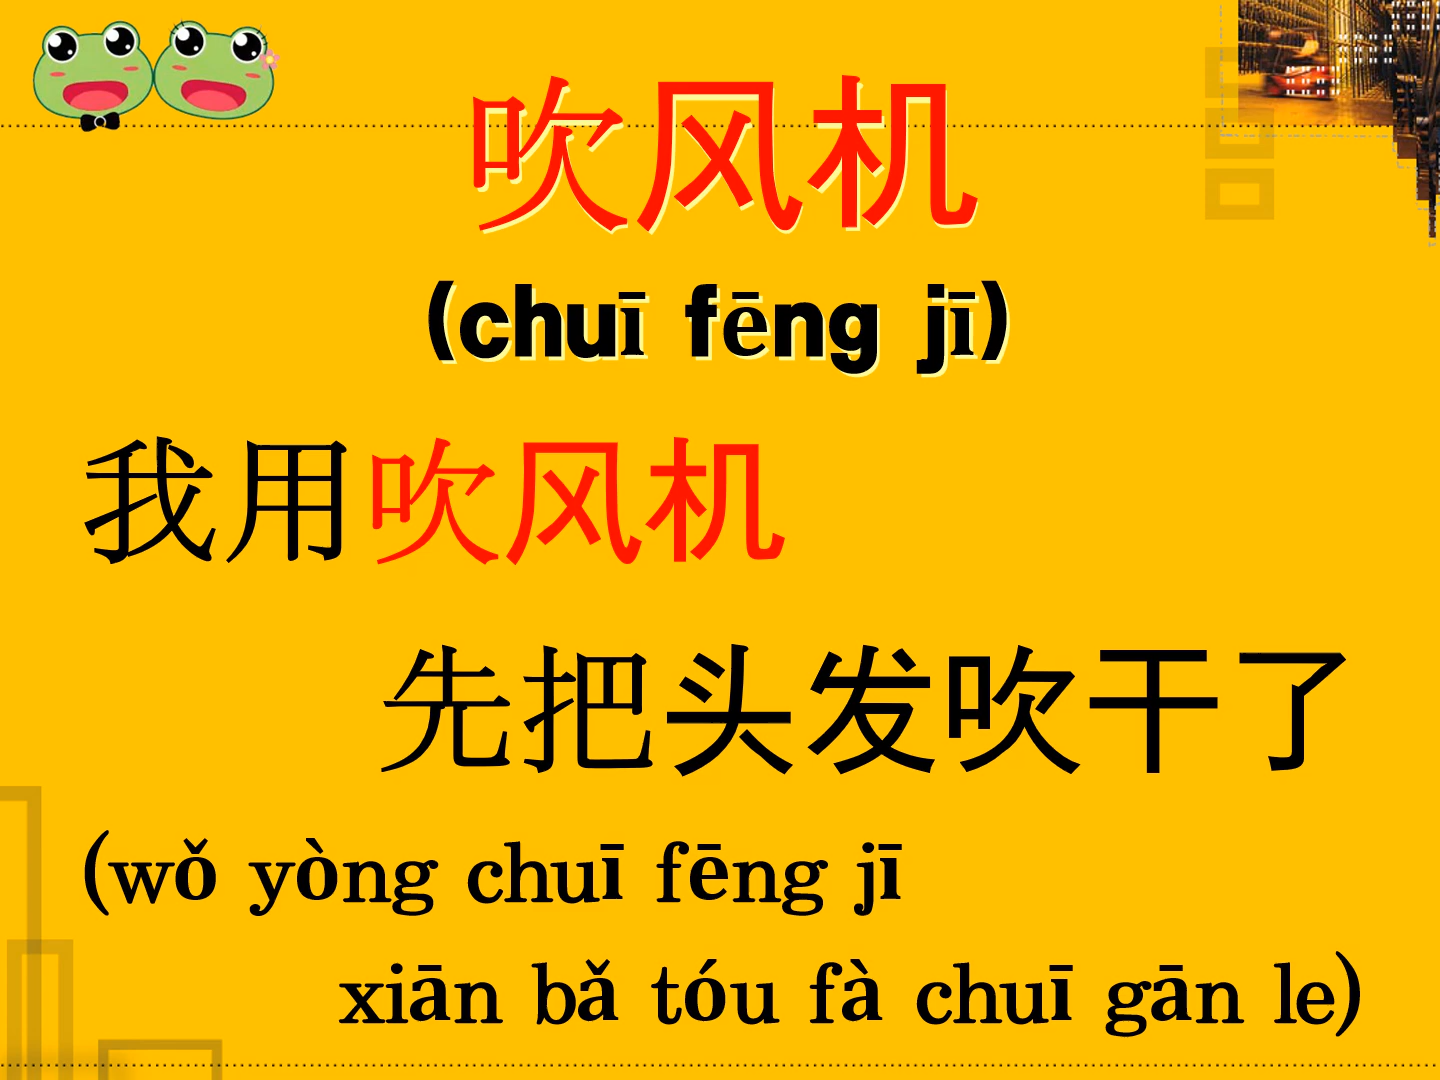 吹风机
(chuī fēng jī)
我用吹风机
先把头发吹干了
(wǒ yòng chuī fēng jī
xiān bǎ tóu fà chuī gān le)